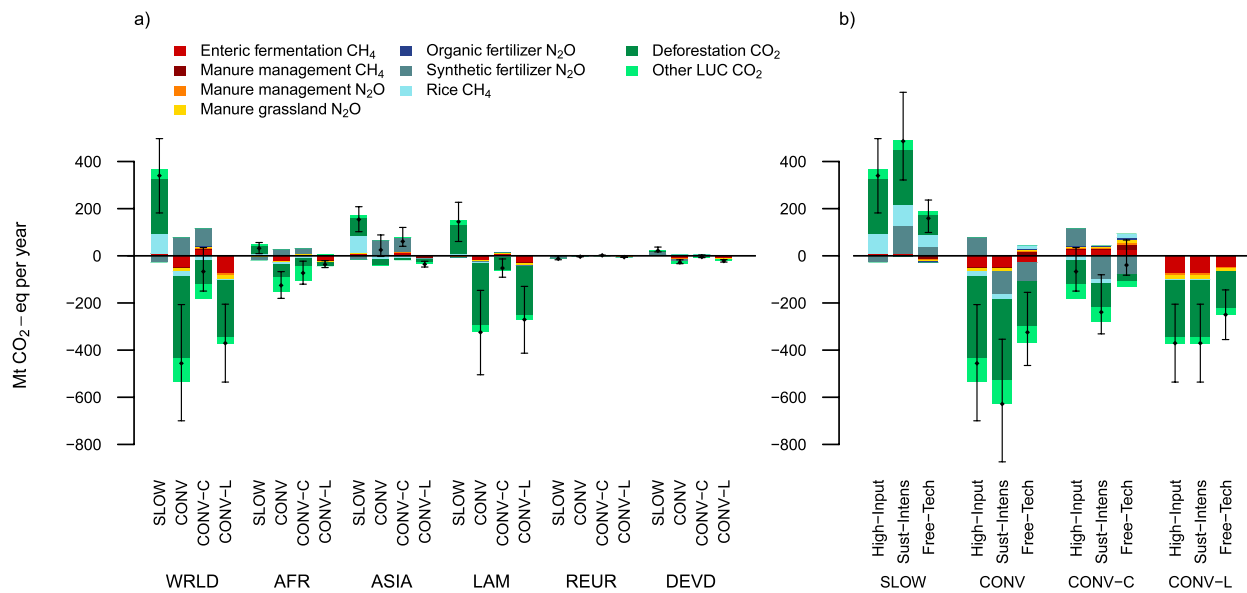 a)
b)
Enteric fermentation CH₄
Manure management CH₄
Manure management N₂O
Manure grassland N₂O
Organic fertilizer N₂O
Synthetic fertilizer N₂O
Rice CH₄
Deforestation CO₂
Other LUC CO₂
Mt CO₂−eq per year
400
200
0
−200
−400
−600
−800
SLOW
CONV
CONV−C
CONV−L
SLOW
CONV
CONV−C
CONV−L
SLOW
CONV
CONV−C
CONV−L
SLOW
CONV
CONV−C
CONV−L
SLOW
CONV
CONV−C
CONV−L
SLOW
CONV
CONV−C
CONV−L
WRLD
AFR
ASIA
LAM
REUR
DEVD
400
200
0
−200
−400
−600
−800
High−Input
Sust−Intens
Free−Tech
High−Input
Sust−Intens
Free−Tech
High−Input
Sust−Intens
Free−Tech
High−Input
Sust−Intens
Free−Tech
SLOW
CONV
CONV−C
CONV−L